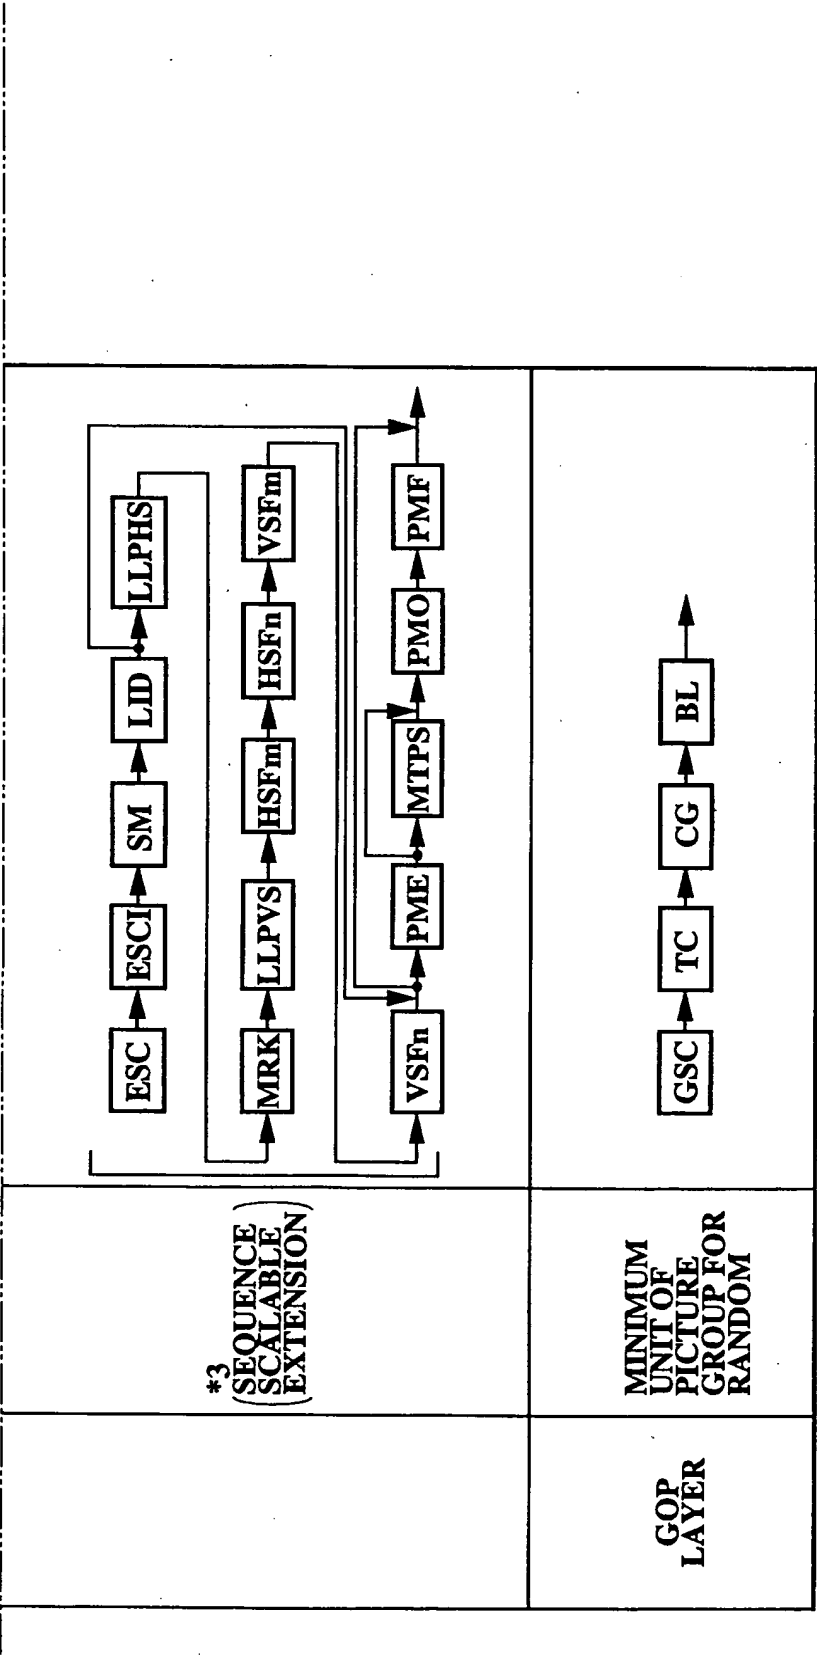 *3
(SEQUENCE
SCALABLE
EXTENSION)
ESC
ESCI
SM
LID
LLPHS
MRK
LLPVS
HSFm
HSFn
VSFm
VSFn
PME
MTPS
PMO
PMF
GOP
LAYER
MINIMUM
UNIT OF
PICTURE
GROUP FOR
RANDOM
GSC
TC
CG
BL